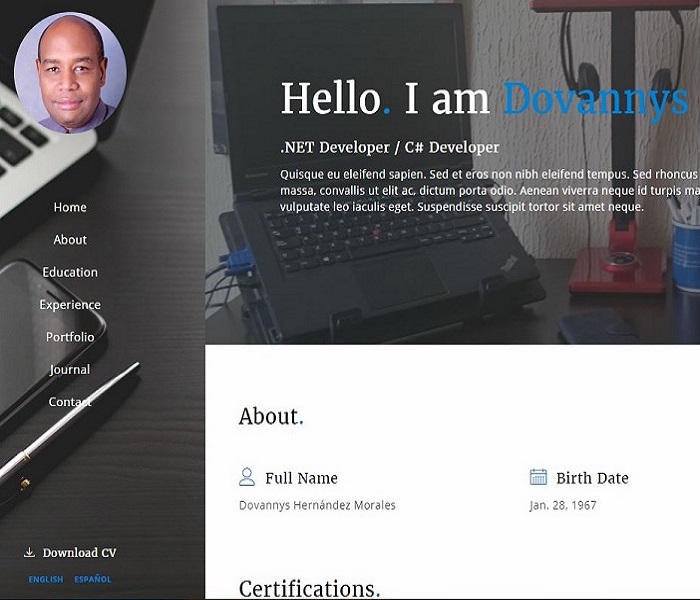 Home
About
Education
Experience
Portfolio
Journal
Contact
Download CV
ENGLISH ESPAÑOL
Hello. I am Dovannys
.NET Developer / C# Developer
Quisque eu eleifend sapien. Sed et eros non nibh eleifend tempus. Sed rhoncus
massa, convallis ut elit ac, dictum porta odio. Aenean viverra neque id turpis ma
vulputate leo iaculis eget. Suspendisse suscipit tortor sit amet neque.
ThinkPad
About.
Full Name
Dovannys Hernández Morales
Birth Date
Jan. 28, 1967
Certifications.